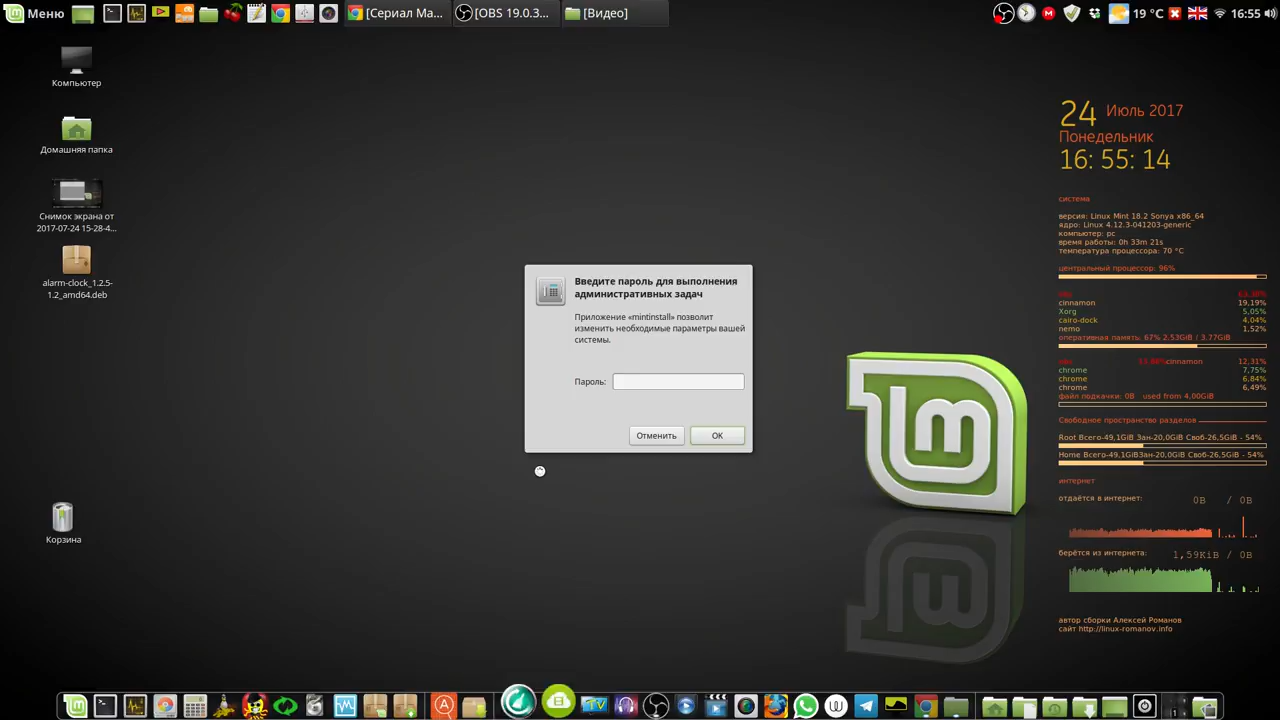 Меню
[Сериал Ма...
[OBS 19.0.3...
[Видео]
19 °C
16:55
Компьютер
Домашняя папка
Снимок экрана от
2017-07-24 15-28-4...
alarm-clock_1.2.5-
1.2_amd64.deb
Корзина
Введите пароль для выполнения
административных задач
Приложение «mintinstall» позволит
изменить необходимые параметры вашей
системы.
Пароль:
Отменить
OK
24 Июль 2017
Понедельник
16: 55: 14
система
версия: Linux Mint 18.2 Sonya x86_64
ядро: Linux 4.12.3-041203-generic
компьютер: pc
время работы: 0h 33m 21s
температура процессора: 70 °C
центральный процессор: 96%
cinnamon 19,19%
Xorg 5,05%
cairo-dock 4,04%
nemo 1,52%
оперативная память: 67% 2.53GiB / 3.77GiB
cinnamon 12,31%
chrome 7,75%
chrome 6,84%
chrome 6,49%
файл подкачки: 0B used from 4,00GiB
Свободное пространство разделов
Root Всего-49,1GiB Зан-20,0GiB Своб-26,5GiB - 54%
Home Всего-49,1GiBЗан-20,0GiB Своб-26,5GiB - 54%
интернет
отдаётся в интернет: 0B / 0B
берётся из интернета: 1,59KiB / 0B
автор сборки Алексей Романов
сайт http://linux-romanov.info